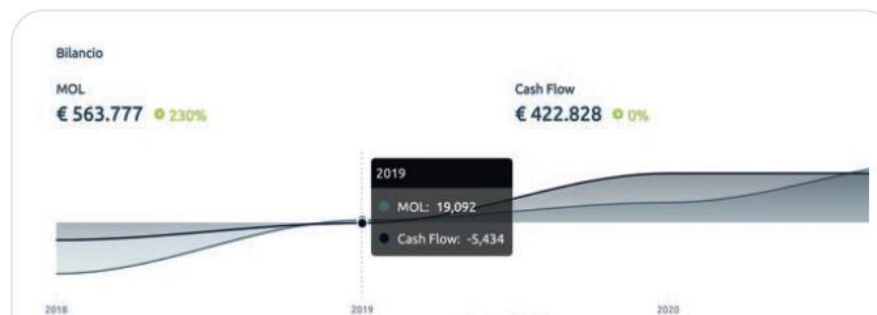 Bilancio
MOL
€ 563.777 230%
Cash Flow
€ 422.828 0%
2019
MOL: 19,092
Cash Flow: -5,434
2018
2019
2020